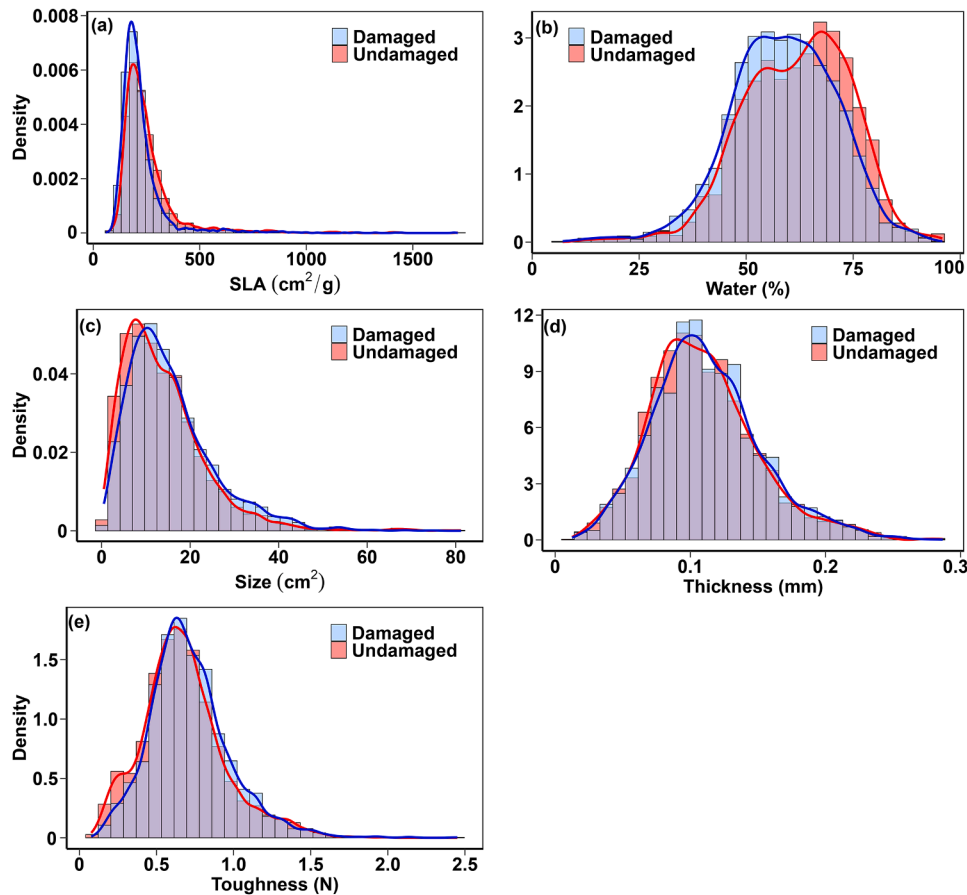 (a)
Damaged
Undamaged
0.008
0.006
0.004
0.002
0
Density
0 500 1000 1500
SLA (cm²/g)
(b)
Damaged
Undamaged
3
2
1
0
0 25 50 75 100
Water (%)
(c)
Damaged
Undamaged
0.04
0.02
0
Density
0 20 40 60 80
Size (cm²)
(d)
Damaged
Undamaged
12
9
6
3
0
0 0.1 0.2 0.3
Thickness (mm)
(e)
Damaged
Undamaged
1.5
1.0
0.5
0
Density
0 0.5 1.0 1.5 2.0 2.5
Toughness (N)